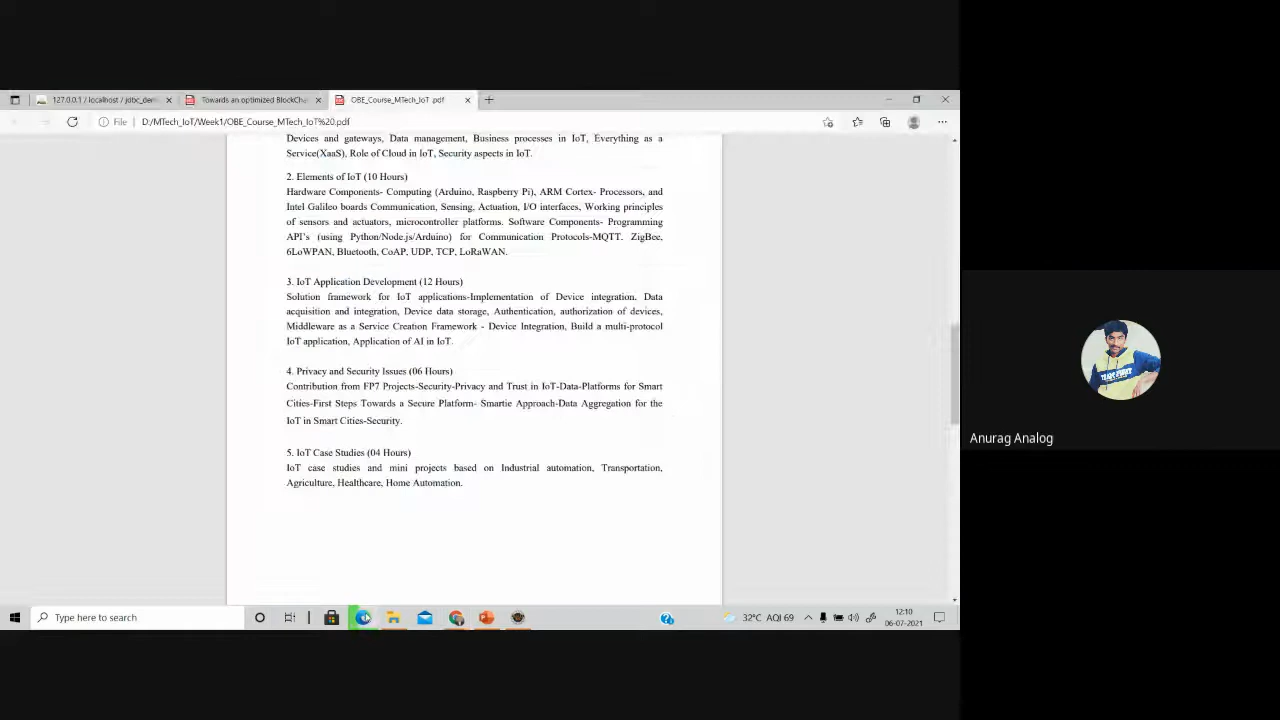 127.0.0.1 / localhost / jdbc_dem
Towards an optimized BlockCha
OBE_Course_MTech_IoT .pdf
File
D:/MTech_IoT/Week1/OBE_Course_MTech_IoT%20.pdf
Devices and gateways, Data management, Business processes in IoT, Everything as a
Service(XaaS), Role of Cloud in IoT, Security aspects in IoT.
2. Elements of IoT (10 Hours)
Hardware Components- Computing (Arduino, Raspberry Pi), ARM Cortex- Processors, and
Intel Galileo boards Communication, Sensing, Actuation, I/O interfaces, Working principles
of sensors and actuators, microcontroller platforms. Software Components- Programming
API's (using Python/Node.js/Arduino) for Communication Protocols-MQTT. ZigBee,
6LoWPAN, Bluetooth, CoAP, UDP, TCP, LoRaWAN.
3. IoT Application Development (12 Hours)
Solution framework for IoT applications-Implementation of Device integration. Data
acquisition and integration, Device data storage, Authentication, authorization of devices,
Middleware as a Service Creation Framework - Device Integration, Build a multi-protocol
IoT application, Application of AI in IoT.
4. Privacy and Security Issues (06 Hours)
Contribution from FP7 Projects-Security-Privacy and Trust in IoT-Data-Platforms for Smart
Cities-First Steps Towards a Secure Platform- Smartie Approach-Data Aggregation for the
IoT in Smart Cities-Security.
5. IoT Case Studies (04 Hours)
IoT case studies and mini projects based on Industrial automation, Transportation,
Agriculture, Healthcare, Home Automation.
Anurag Analog
Type here to search
32°C AQI 69
12:10
06-07-2021